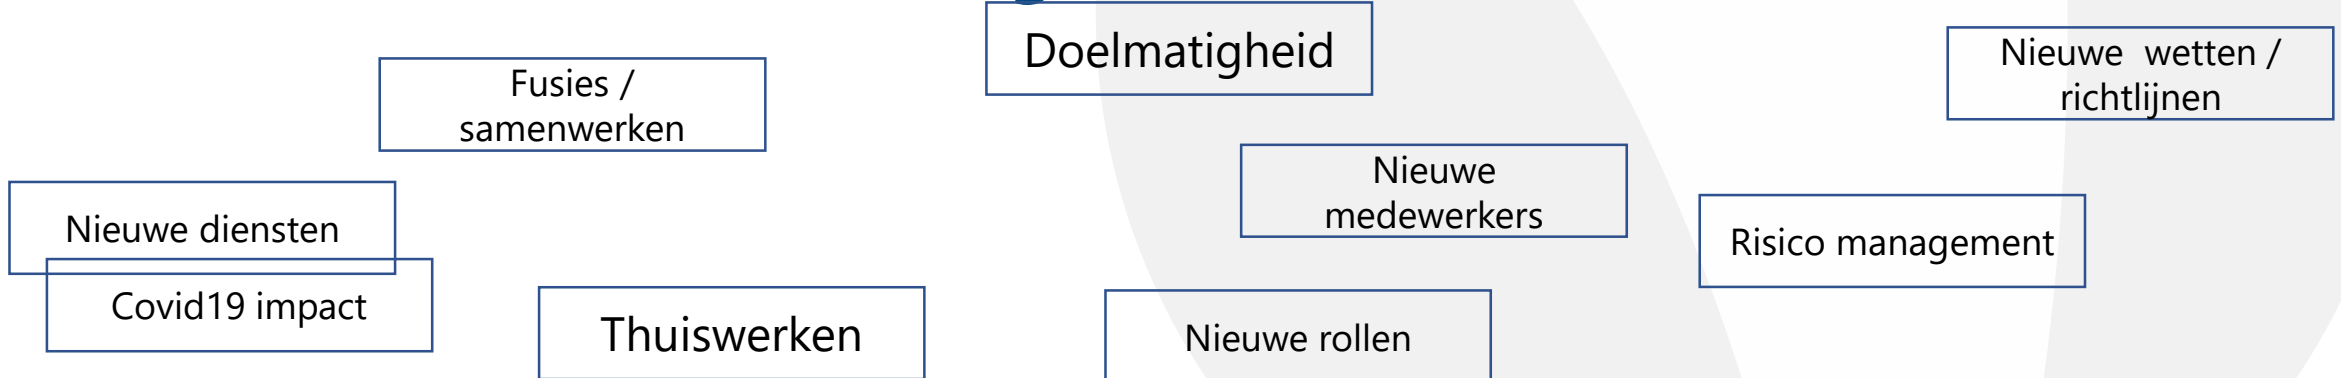 Doelmatigheid
Nieuwe wetten /
richtlijnen
Fusies /
samenwerken
Nieuwe
medewerkers
Nieuwe diensten
Risico management
Covid19 impact
Thuiswerken
Nieuwe rollen